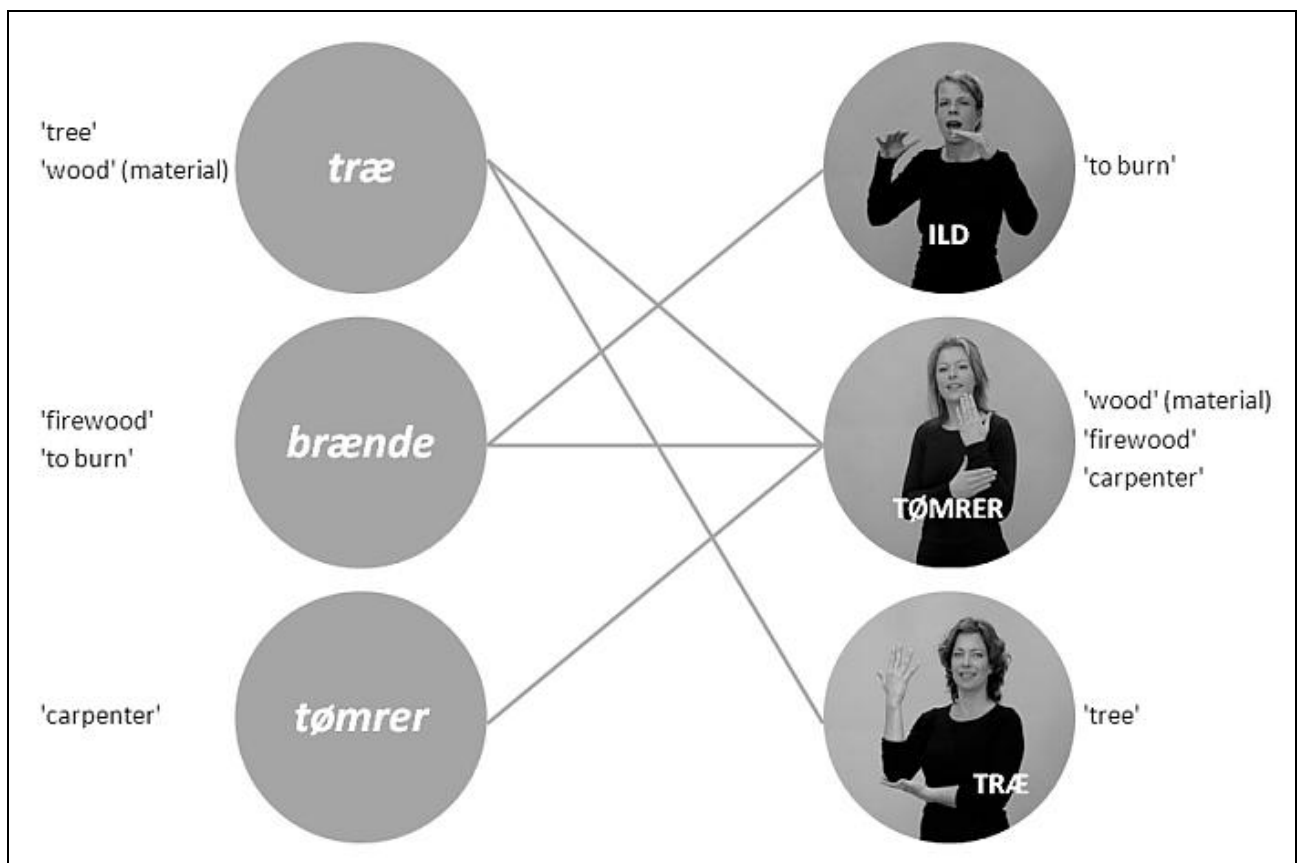 'tree'
'wood' (material)
træ
ILD
'to burn'
'firewood'
'to burn'
brænde
TØMRER
'wood' (material)
'firewood'
'carpenter'
'carpenter'
tømrer
TRÆ
'tree'